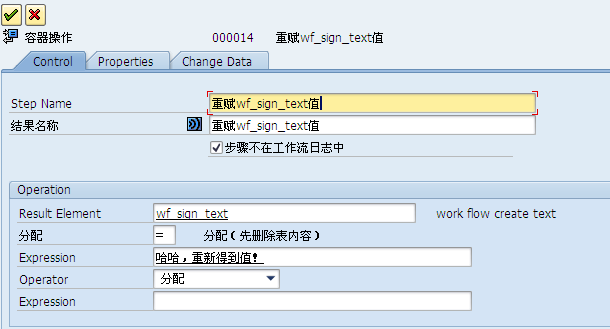 容器操作 000014 重赋wf_sign_text值
Control Properties Change Data
Step Name 重赋wf_sign_text值
结果名称 重赋wf_sign_text值
步骤不在工作流日志中
Operation
Result Element wf_sign_text work flow create text
分配 = 分配（先删除表内容）
Expression 哈哈，重新得到值！
Operator 分配
Expression